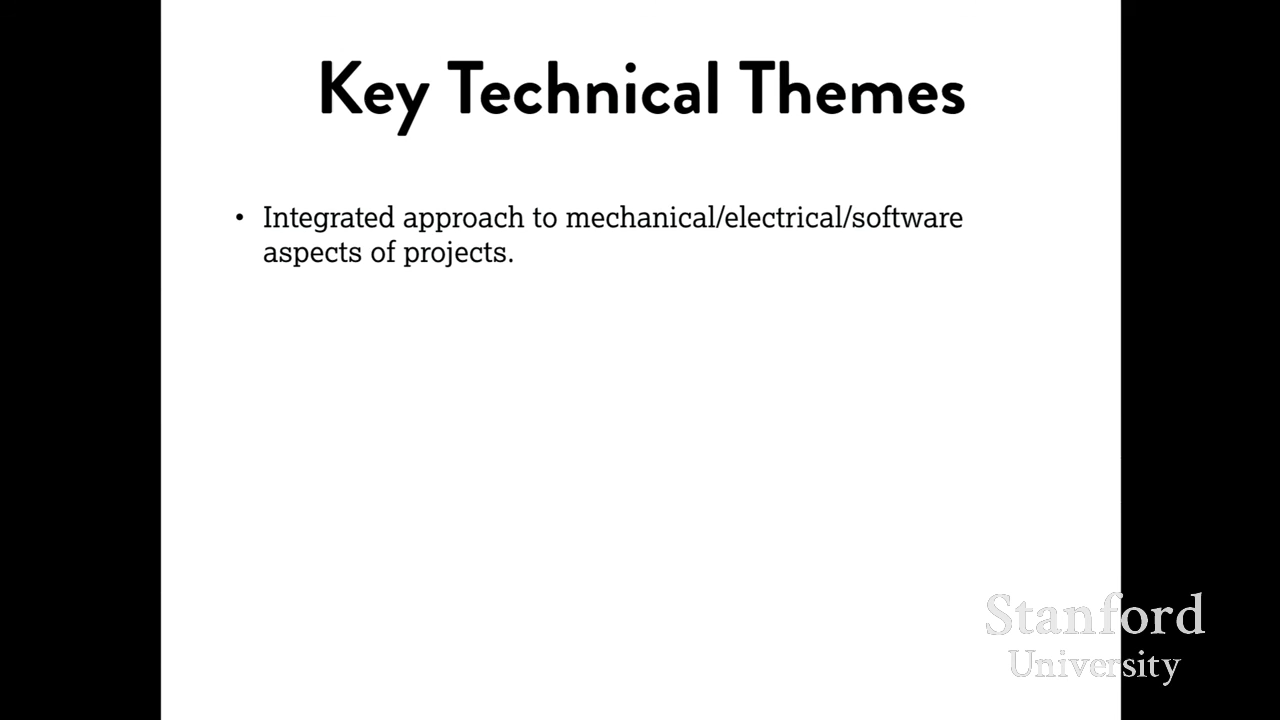 Key Technical Themes
• Integrated approach to mechanical/electrical/software
aspects of projects.
Stanford
University